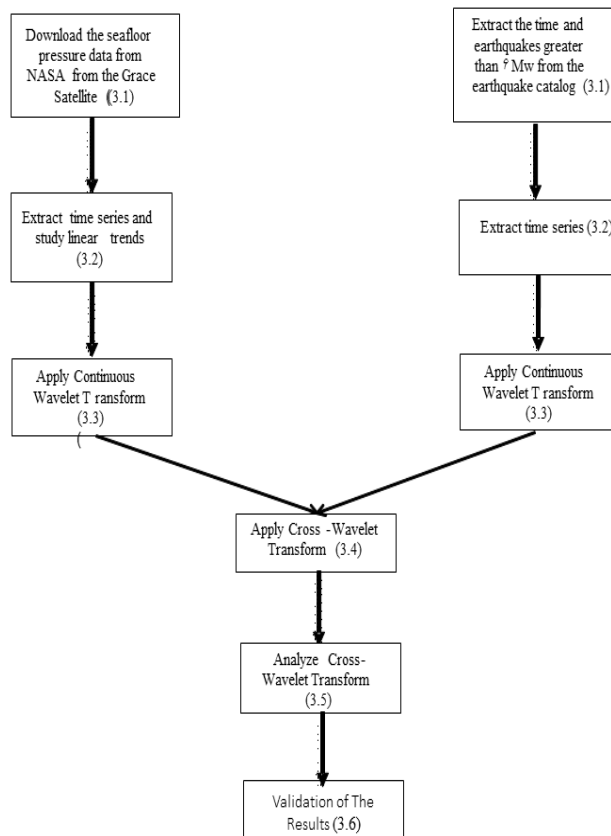 Download the seafloor
pressure data from
NASA from the Grace
Satellite (3.1)
Extract time series and
study linear trends
(3.2)
Apply Continuous
Wavelet T ransform
(3.3)
(
Extract the time and
earthquakes greater
than ۶ Mw from the
earthquake catalog (3.1)
Extract time series (3.2)
Apply Continuous
Wavelet T ransform
(3.3)
Apply Cross -Wavelet
Transform (3.4)
Analyze Cross-
Wavelet Transform
(3.5)
Validation of The
Results (3.6)